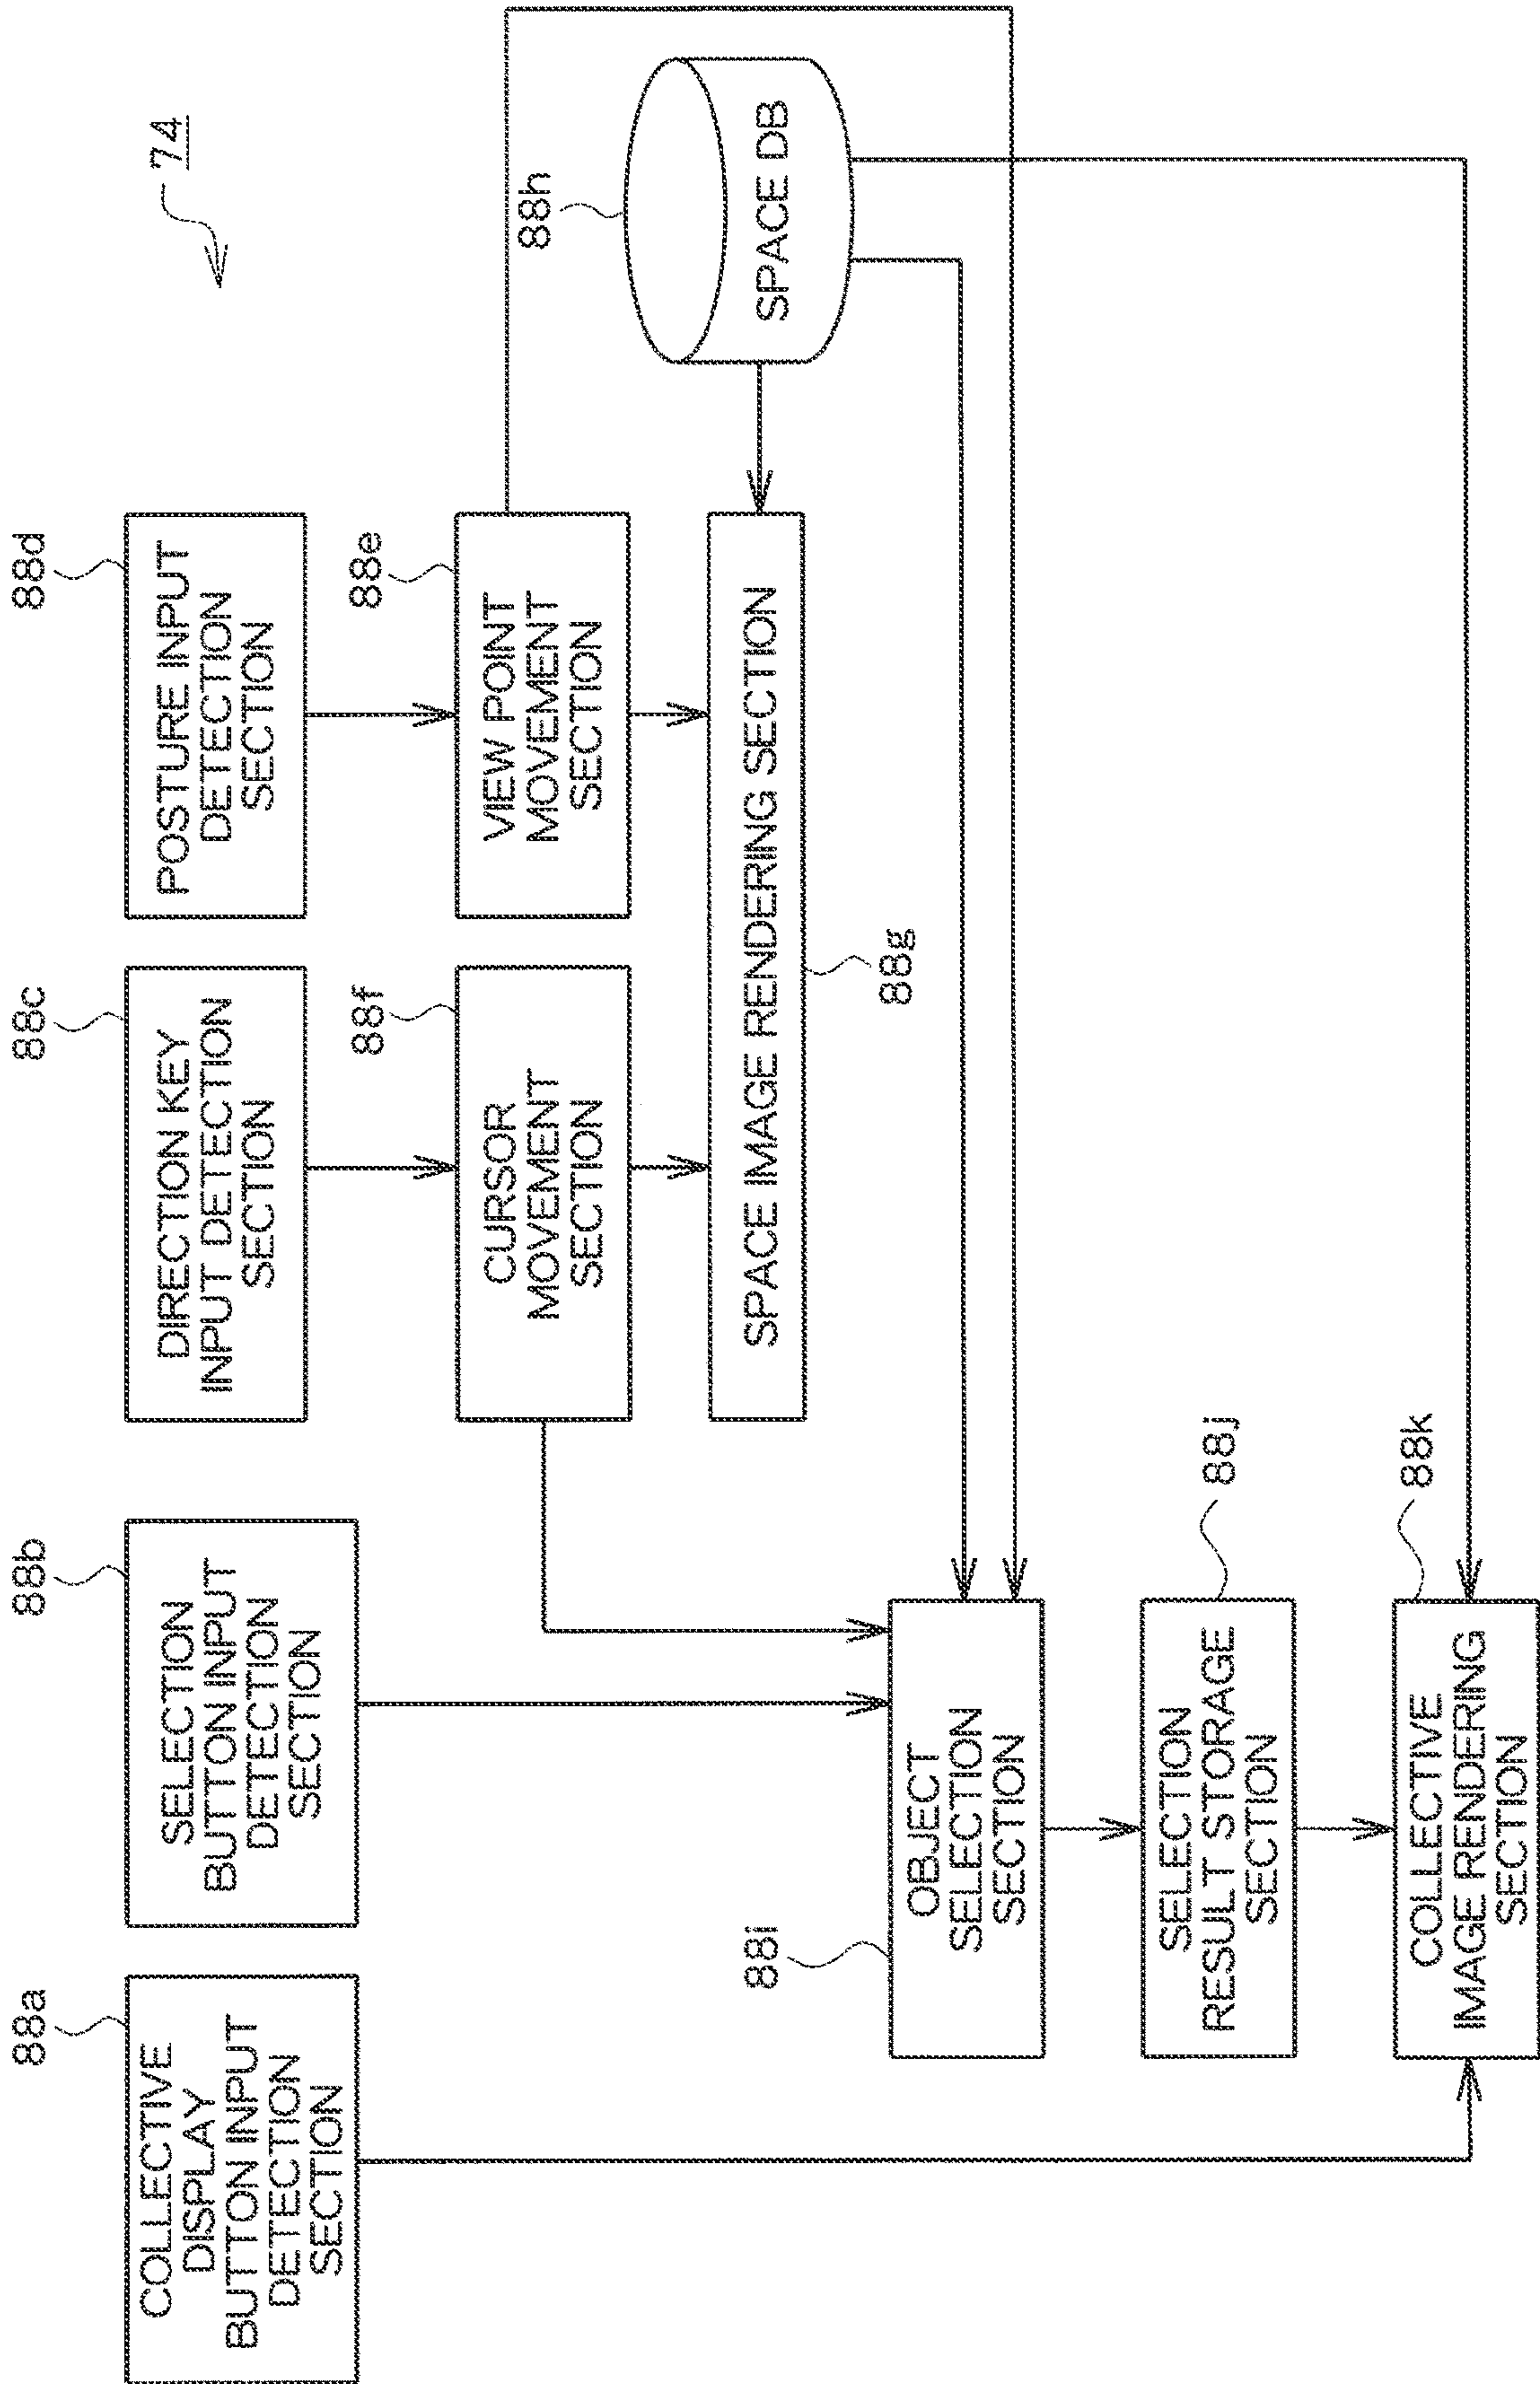 74
88a
COLLECTIVE
DISPLAY
BUTTON INPUT
DETECTION
SECTION
88b
SELECTION
BUTTON INPUT
DETECTION
SECTION
88c
DIRECTION KEY
INPUT DETECTION
SECTION
88d
POSTURE INPUT
DETECTION
SECTION
88f
CURSOR
MOVEMENT
SECTION
88e
VIEW POINT
MOVEMENT
SECTION
88h
SPACE DB
SPACE IMAGE RENDERING SECTION
88g
88i
OBJECT
SELECTION
SECTION
88j
SELECTION
RESULT STORAGE
SECTION
88k
COLLECTIVE
IMAGE RENDERING
SECTION